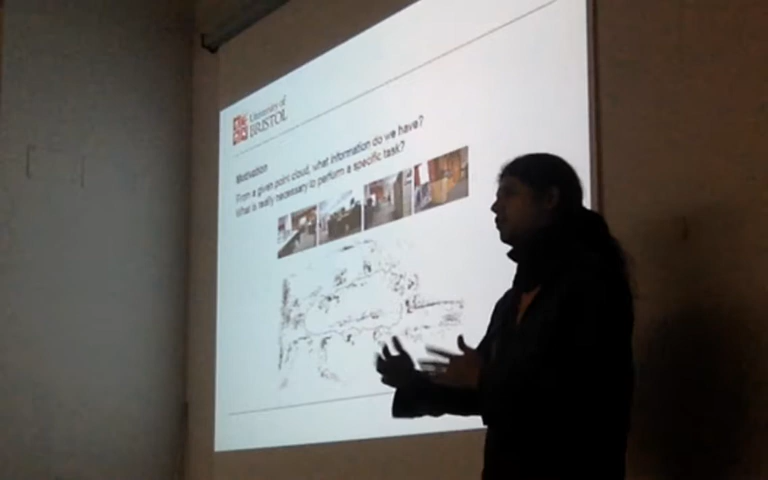 University of
BRISTOL
Motivation
From a given point cloud, what information do we have?
What is really necessary to perform a specific task?